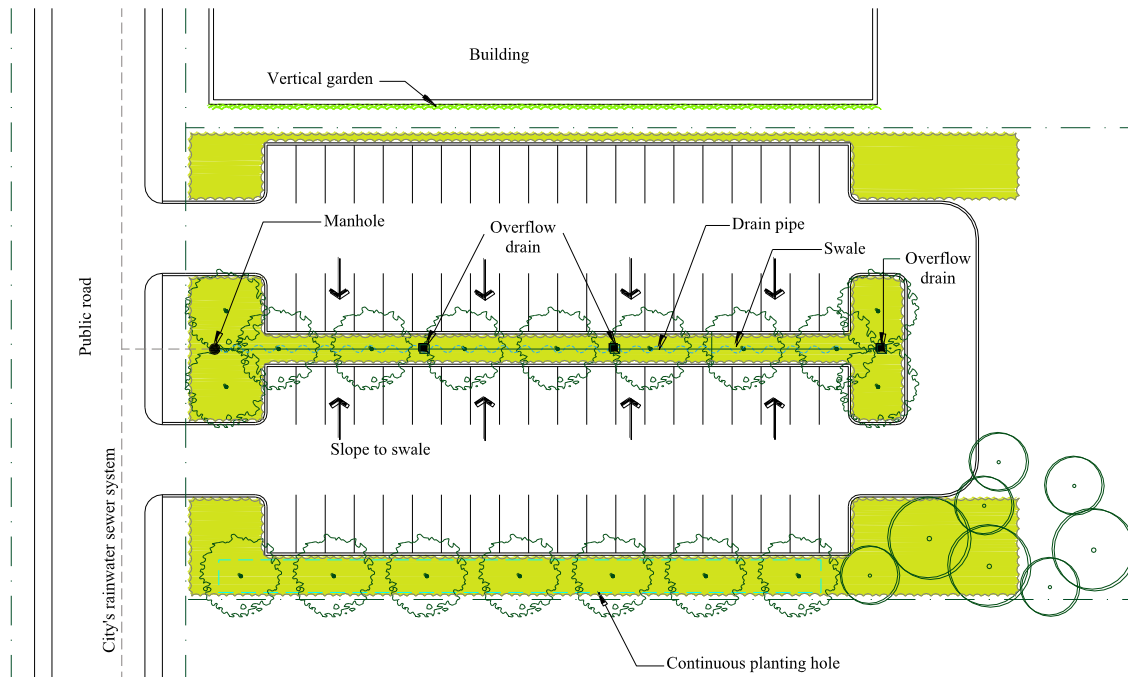 Building
Vertical garden
Manhole
Overflow
drain
Drain pipe
Swale
Overflow
drain
Public road
Slope to swale
City's rainwater sewer system
Continuous planting hole